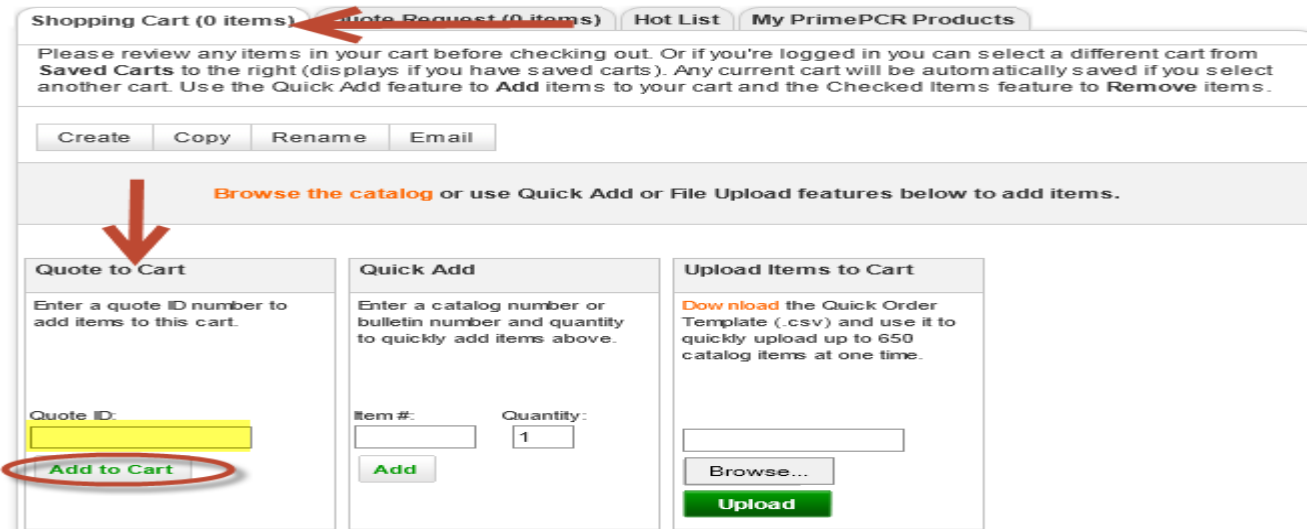 Shopping Cart (0 items) Quote Request (0 items) Hot List My PrimePCR Products
Please review any items in your cart before checking out. Or if you're logged in you can select a different cart from
Saved Carts to the right (displays if you have saved carts). Any current cart will be automatically saved if you select
another cart. Use the Quick Add feature to Add items to your cart and the Checked Items feature to Remove items.
Create Copy Rename Email
Browse the catalog or use Quick Add or File Upload features below to add items.
Quote to Cart
Enter a quote ID number to
add items to this cart.
Quote ID:
Add to Cart
Quick Add
Enter a catalog number or
bulletin number and quantity
to quickly add items above.
Item #: Quantity:
1
Add
Upload Items to Cart
Download the Quick Order
Template (.csv) and use it to
quickly upload up to 650
catalog items at one time.
Browse...
Upload